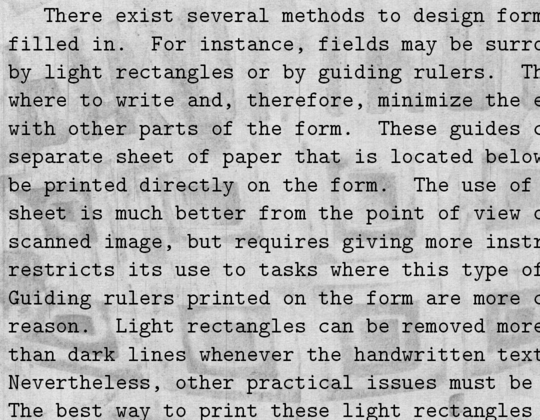 There exist several methods to design form
filled in. For instance, fields may be surro
by light rectangles or by guiding rulers. Th
where to write and, therefore, minimize the e
with other parts of the form. These guides c
separate sheet of paper that is located below
be printed directly on the form. The use of
sheet is much better from the point of view o
scanned image, but requires giving more instr
restricts its use to tasks where this type of
Guiding rulers printed on the form are more c
reason. Light rectangles can be removed more
than dark lines whenever the handwritten text
Nevertheless, other practical issues must be
The best way to print these light rectangles